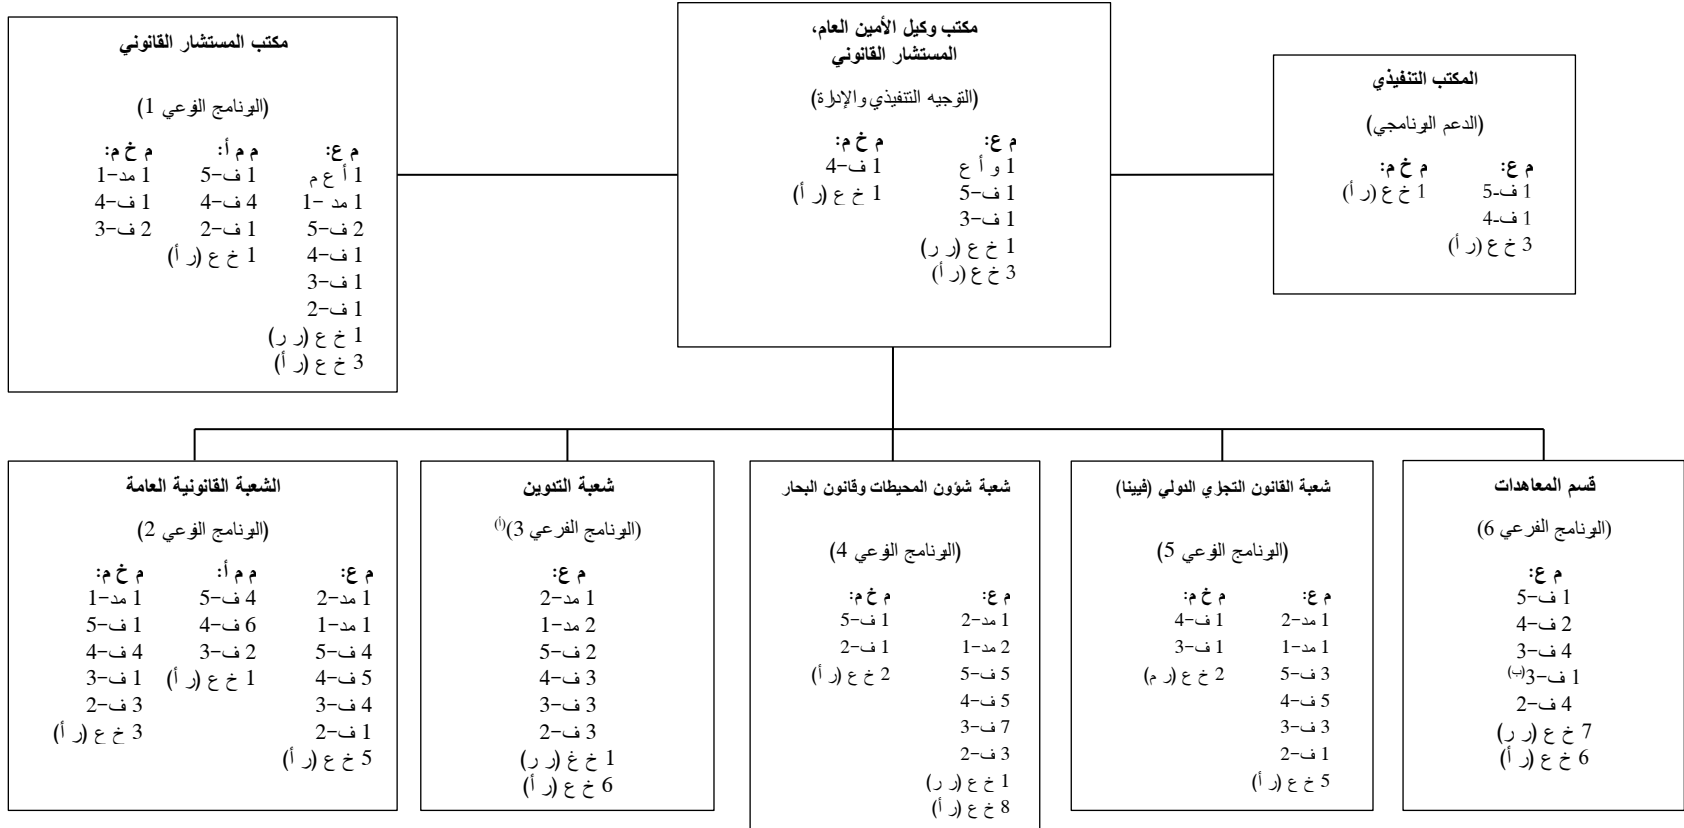 مكتب المستشار القانوني
(البرنامج الفرعي 1)
م ع:
1 أ ع م
1 مد -1
2 ف-5
1 ف-4
1 ف-3
1 ف-2
1 خ ع (ر ر)
3 خ ع (ر أ)
م م أ:
1 ف-5
4 ف-4
1 ف-2
1 خ ع (ر أ)
م خ م:
1 مد-1
1 ف-4
2 ف-3
مكتب وكيل الأمين العام،
المستشار القانوني
(التوجيه التنفيذي والإدارة)
م ع:
1 و أ ع
1 ف-5
1 ف-3
1 خ ع (ر ر)
3 خ ع (ر أ)
م خ م:
1 ف-4
1 خ ع (ر أ)
المكتب التنفيذي
(الدعم البرنامجي)
م ع:
1 ف-5
1 ف-4
3 خ ع (ر أ)
م خ م:
1 خ ع (ر أ)
الشعبة القانونية العامة
(البرنامج الفرعي 2)
م ع:
1 مد-2
1 مد-1
4 ف-5
5 ف-4
4 ف-3
1 ف-2
5 خ ع (ر أ)
م م أ:
4 ف-5
6 ف-4
2 ف-3
1 خ ع (ر أ)
م خ م:
1 مد-1
1 ف-5
4 ف-4
1 ف-3
3 ف-2
3 خ ع (ر أ)
شعبة التدوين
(البرنامج الفرعي 3)(أ)
م ع:
1 مد-2
2 مد-1
2 ف-5
3 ف-4
3 ف-3
3 ف-2
1 خ غ (ر ر)
6 خ ع (ر أ)
شعبة شؤون المحيطات وقانون البحار
(البرنامج الفرعي 4)
م ع:
1 مد-2
2 مد-1
5 ف-5
5 ف-4
7 ف-3
3 ف-2
1 خ ع (ر ر)
8 خ ع (ر أ)
م خ م:
1 ف-5
1 ف-2
2 خ ع (ر أ)
شعبة القانون التجاري الدولي (فيينا)
(البرنامج الفرعي 5)
م ع:
1 مد-2
1 مد-1
3 ف-5
5 ف-4
3 ف-3
1 ف-2
5 خ ع (ر أ)
م خ م:
1 ف-4
1 ف-3
2 خ ع (ر م)
قسم المعاهدات
(البرنامج الفرعي 6)
م ع:
1 ف-5
2 ف-4
4 ف-3
1 ف-3(ب)
4 ف-2
7 خ ع (ر ر)
6 خ ع (ر أ)